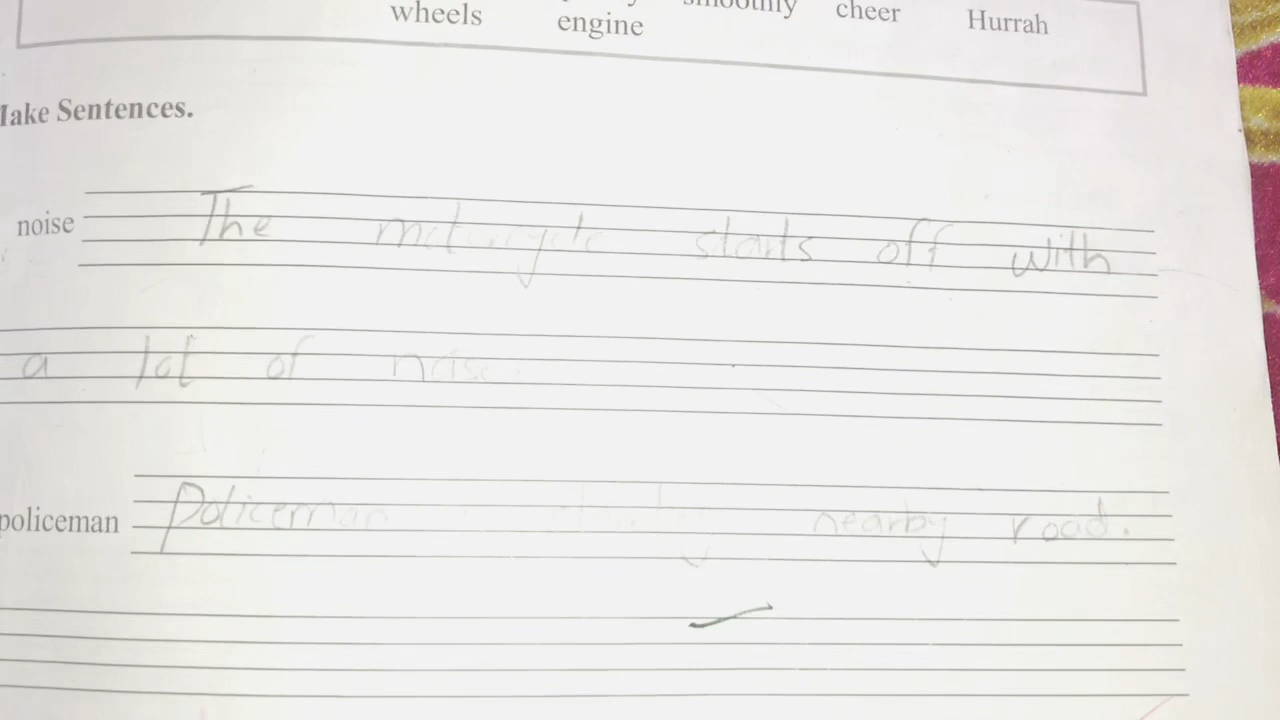 smoothly cheer Hurrah
wheels engine
Make Sentences.
noise The motorcycle starts off with
a lot of noise.
policeman Policeman nearby road.